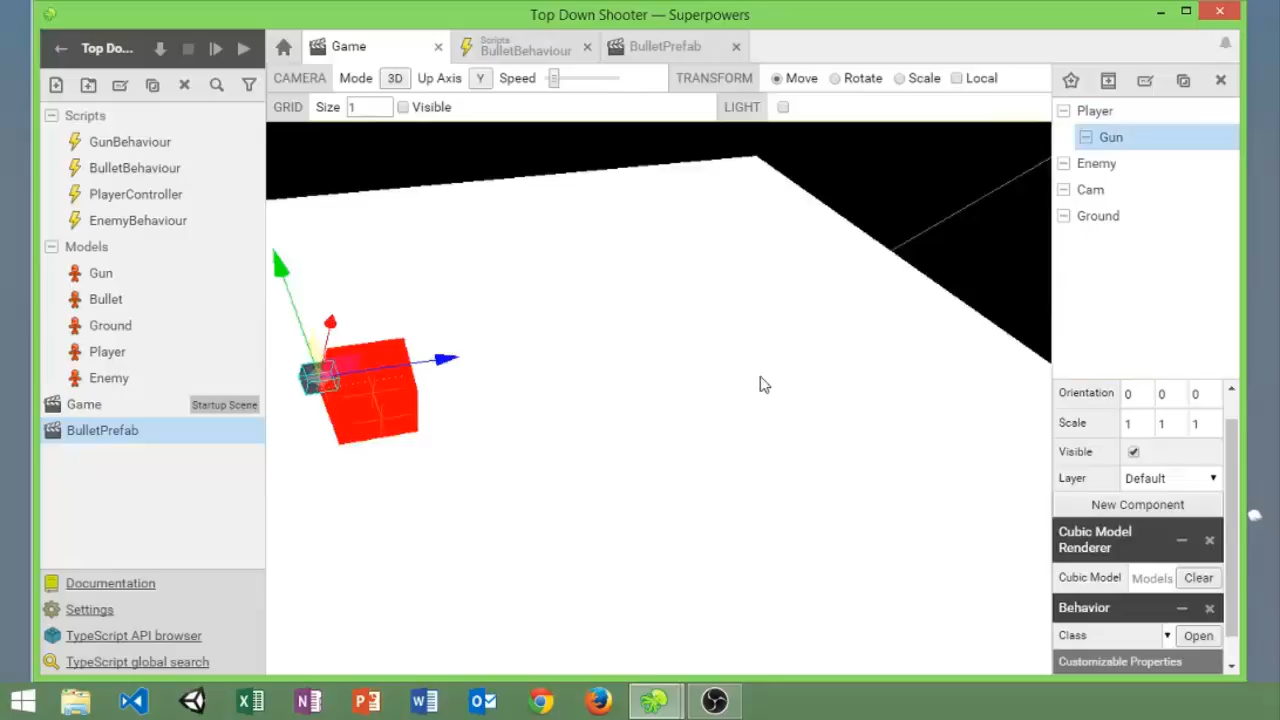 Top Down Shooter — Superpowers
Top Do...
Game
Scripts
BulletBehaviour
BulletPrefab
CAMERA Mode 3D Up Axis Y Speed
TRANSFORM Move Rotate Scale Local
GRID Size 1 Visible
LIGHT
Scripts
GunBehaviour
BulletBehaviour
PlayerController
EnemyBehaviour
Models
Gun
Bullet
Ground
Player
Enemy
Game Startup Scene
BulletPrefab
Documentation
Settings
TypeScript API browser
TypeScript global search
Player
Gun
Enemy
Cam
Ground
Orientation 0 0 0
Scale 1 1 1
Visible
Layer Default
New Component
Cubic Model
Renderer
Cubic Model Models Clear
Behavior
Class Open
Customizable Properties